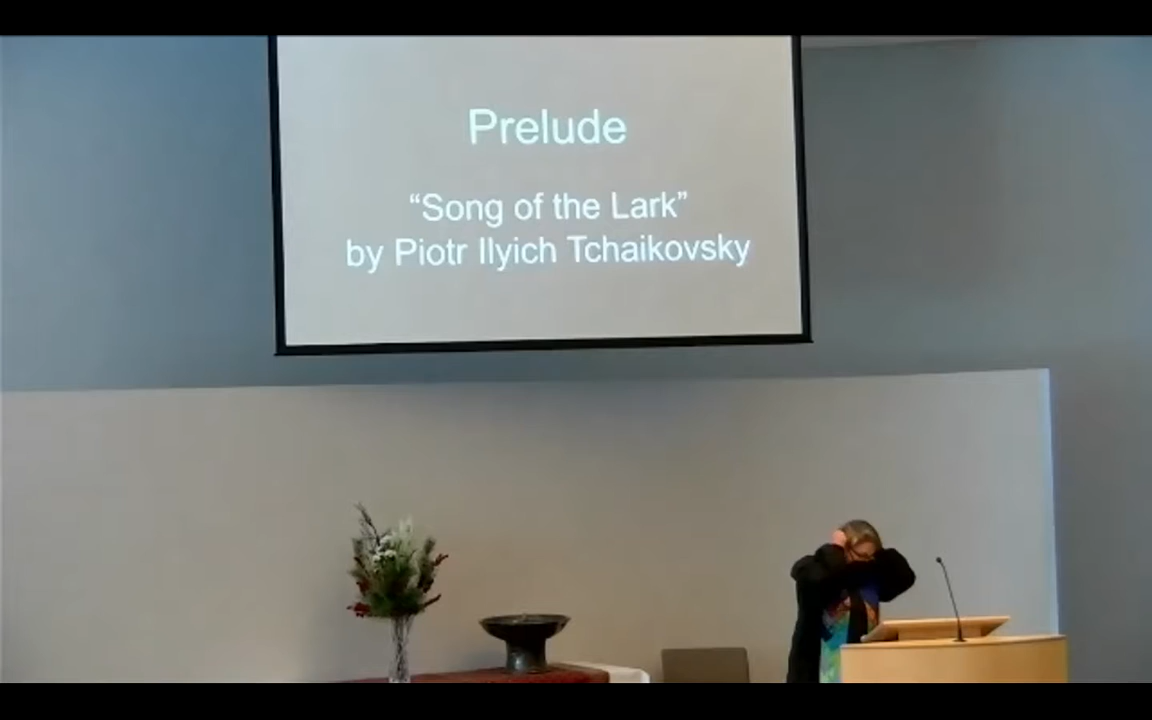 Prelude
“Song of the Lark”
by Piotr Ilyich Tchaikovsky